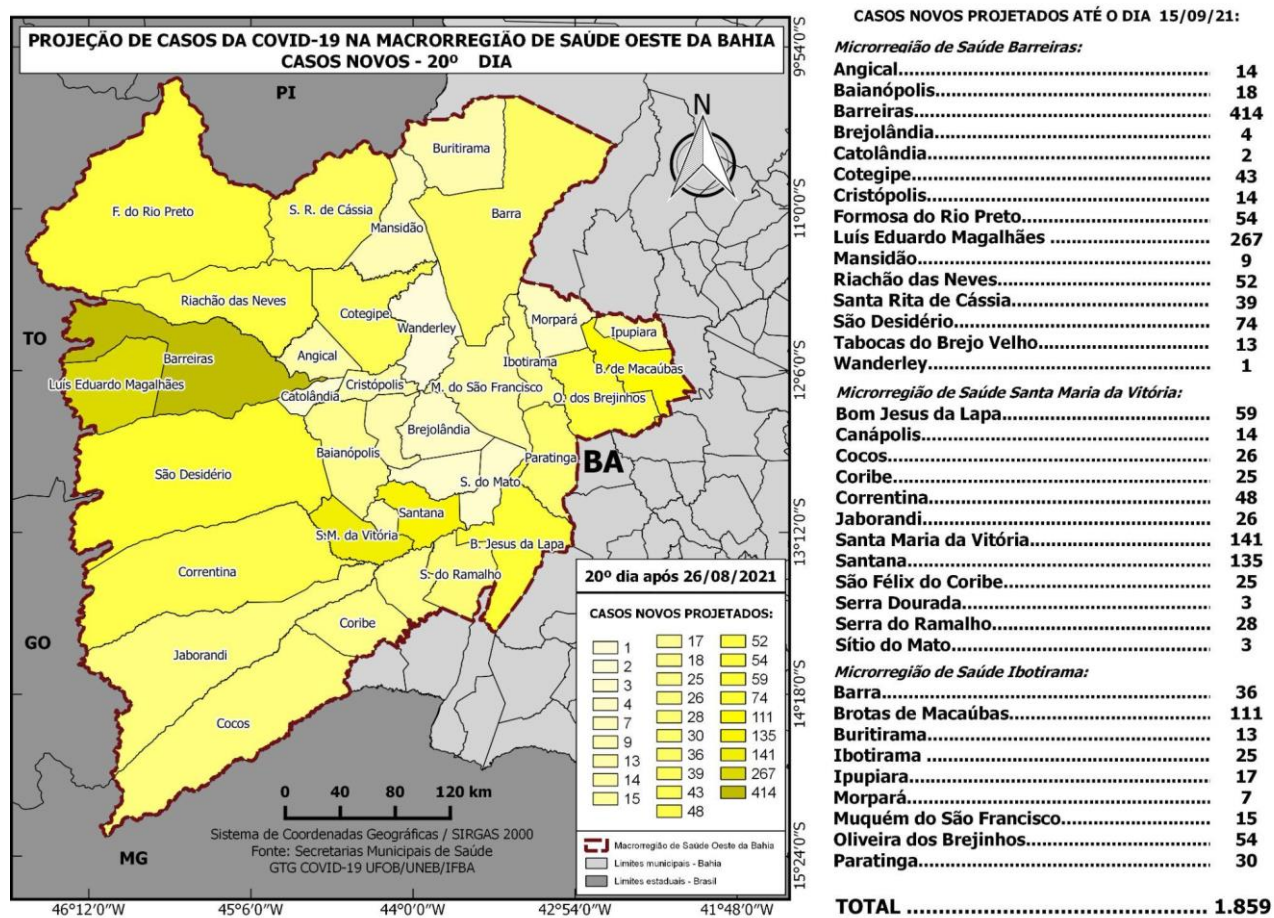 PROJEÇÃO DE CASOS DA COVID-19 NA MACRORREGIÃO DE SAÚDE OESTE DA BAHIA
CASOS NOVOS - 20º DIA
PI
N
Buritirama
F. do Rio Preto
S. R. de Cássia
Barra
Mansidão
Riachão das Neves
Cotegipe
Wanderley
Morpará
Ipupiara
TO
Barreiras
Angical
Ibotirama
B. de Macaúbas
Luís Eduardo Magalhães
Cristópolis
M. do São Francisco
Catolândia
O. dos Brejinhos
Brejolândia
Baianópolis
Paratinga
BA
São Desidério
S. do Mato
Santana
S.M. da Vitória
B. Jesus da Lapa
Correntina
S. do Ramalho
Coribe
GO
Jaborandi
Cocos
MG
9°54'0"S
11°0'0"S
12°6'0"S
13°12'0"S
14°18'0"S
15°24'0"S
46°12'0"W
45°6'0"W
44°0'0"W
42°54'0"W
41°48'0"W
0 40 80 120 km
Sistema de Coordenadas Geográficas / SIRGAS 2000
Fonte: Secretarias Municipais de Saúde
GTG COVID-19 UFOB/UNEB/IFBA
20º dia após 26/08/2021
CASOS NOVOS PROJETADOS:
1
2
3
4
7
9
13
14
15
17
18
25
26
28
30
36
39
43
48
52
54
59
74
111
135
141
267
414
Macrorregião de Saúde Oeste da Bahia
Limites municipais - Bahia
Limites estaduais - Brasil
CASOS NOVOS PROJETADOS ATÉ O DIA 15/09/21:
Microrregião de Saúde Barreiras:
Angical 14
Baianópolis 18
Barreiras 414
Brejolândia 4
Catolândia 2
Cotegipe 43
Cristópolis 14
Formosa do Rio Preto 54
Luís Eduardo Magalhães 267
Mansidão 9
Riachão das Neves 52
Santa Rita de Cássia 39
São Desidério 74
Tabocas do Brejo Velho 13
Wanderley 1
Microrregião de Saúde Santa Maria da Vitória:
Bom Jesus da Lapa 59
Canápolis 14
Cocos 26
Coribe 25
Correntina 48
Jaborandi 26
Santa Maria da Vitória 141
Santana 135
São Félix do Coribe 25
Serra Dourada 3
Serra do Ramalho 28
Sítio do Mato 3
Microrregião de Saúde Ibotirama:
Barra 36
Brotas de Macaúbas 111
Buritirama 13
Ibotirama 25
Ipupiara 17
Morpará 7
Muquém do São Francisco 15
Oliveira dos Brejinhos 54
Paratinga 30
TOTAL 1.859